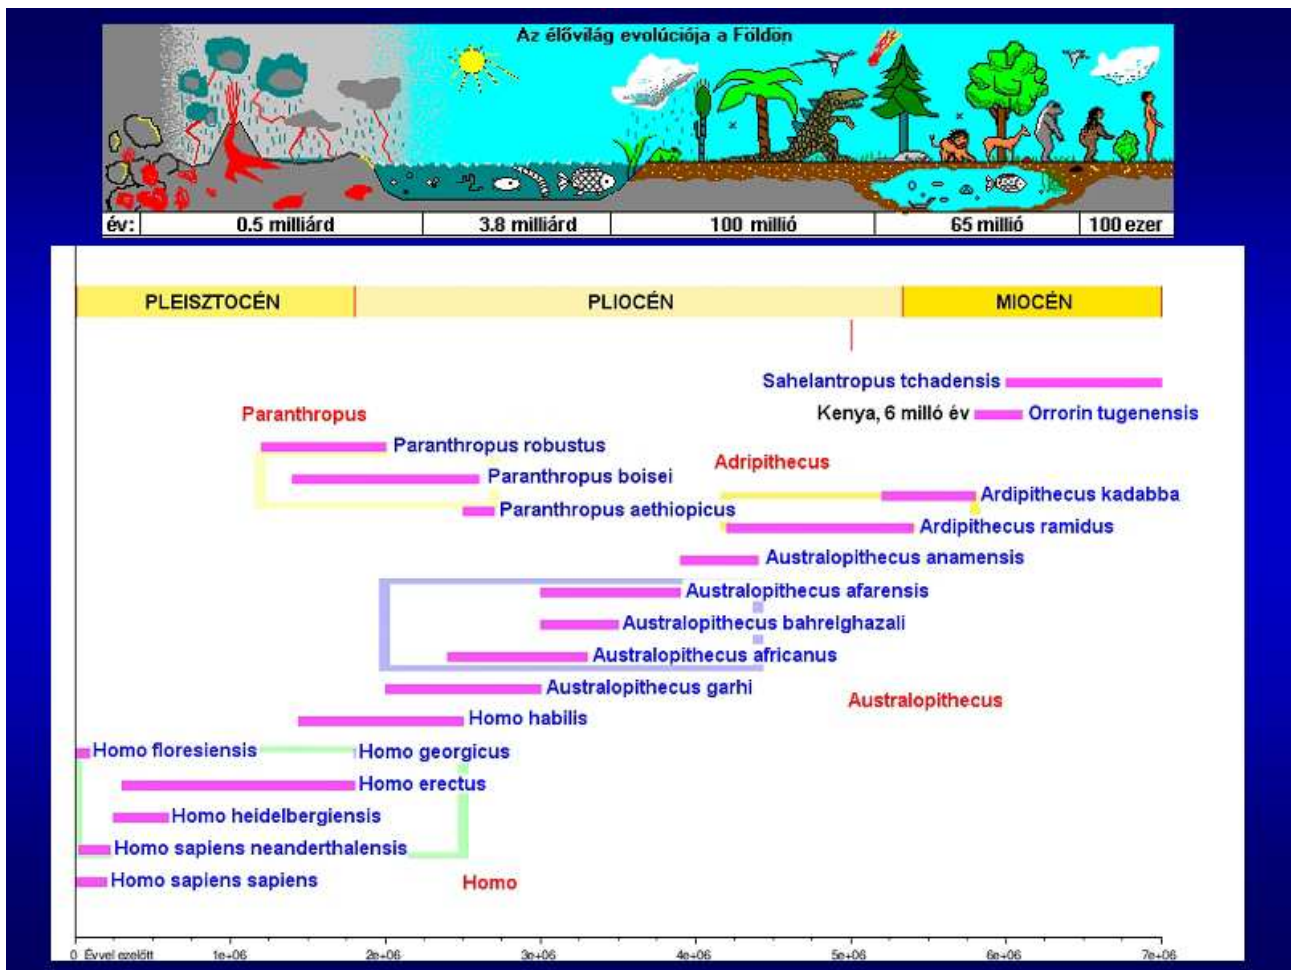 Az élővilág evolúciója a Földön
év: 0.5 milliárd 3.8 milliárd 100 millió 65 millió 100 ezer
PLEISZTOCÉN PLIOCÉN MIOCÉN
Sahelantropus tchadensis
Kenya, 6 milló év Orrorin tugenensis
Paranthropus
Paranthropus robustus
Adripithecus
Paranthropus boisei
Ardipithecus kadabba
Paranthropus aethiopicus
Ardipithecus ramidus
Australopithecus anamensis
Australopithecus afarensis
Australopithecus bahrelghazali
Australopithecus africanus
Australopithecus garhi
Australopithecus
Homo habilis
Homo floresiensis Homo georgicus
Homo erectus
Homo heidelbergiensis
Homo sapiens neanderthalensis
Homo sapiens sapiens Homo
0 Évvel ezelőtt 1e+06 2e+06 3e+06 4e+06 5e+06 6e+06 7e+06